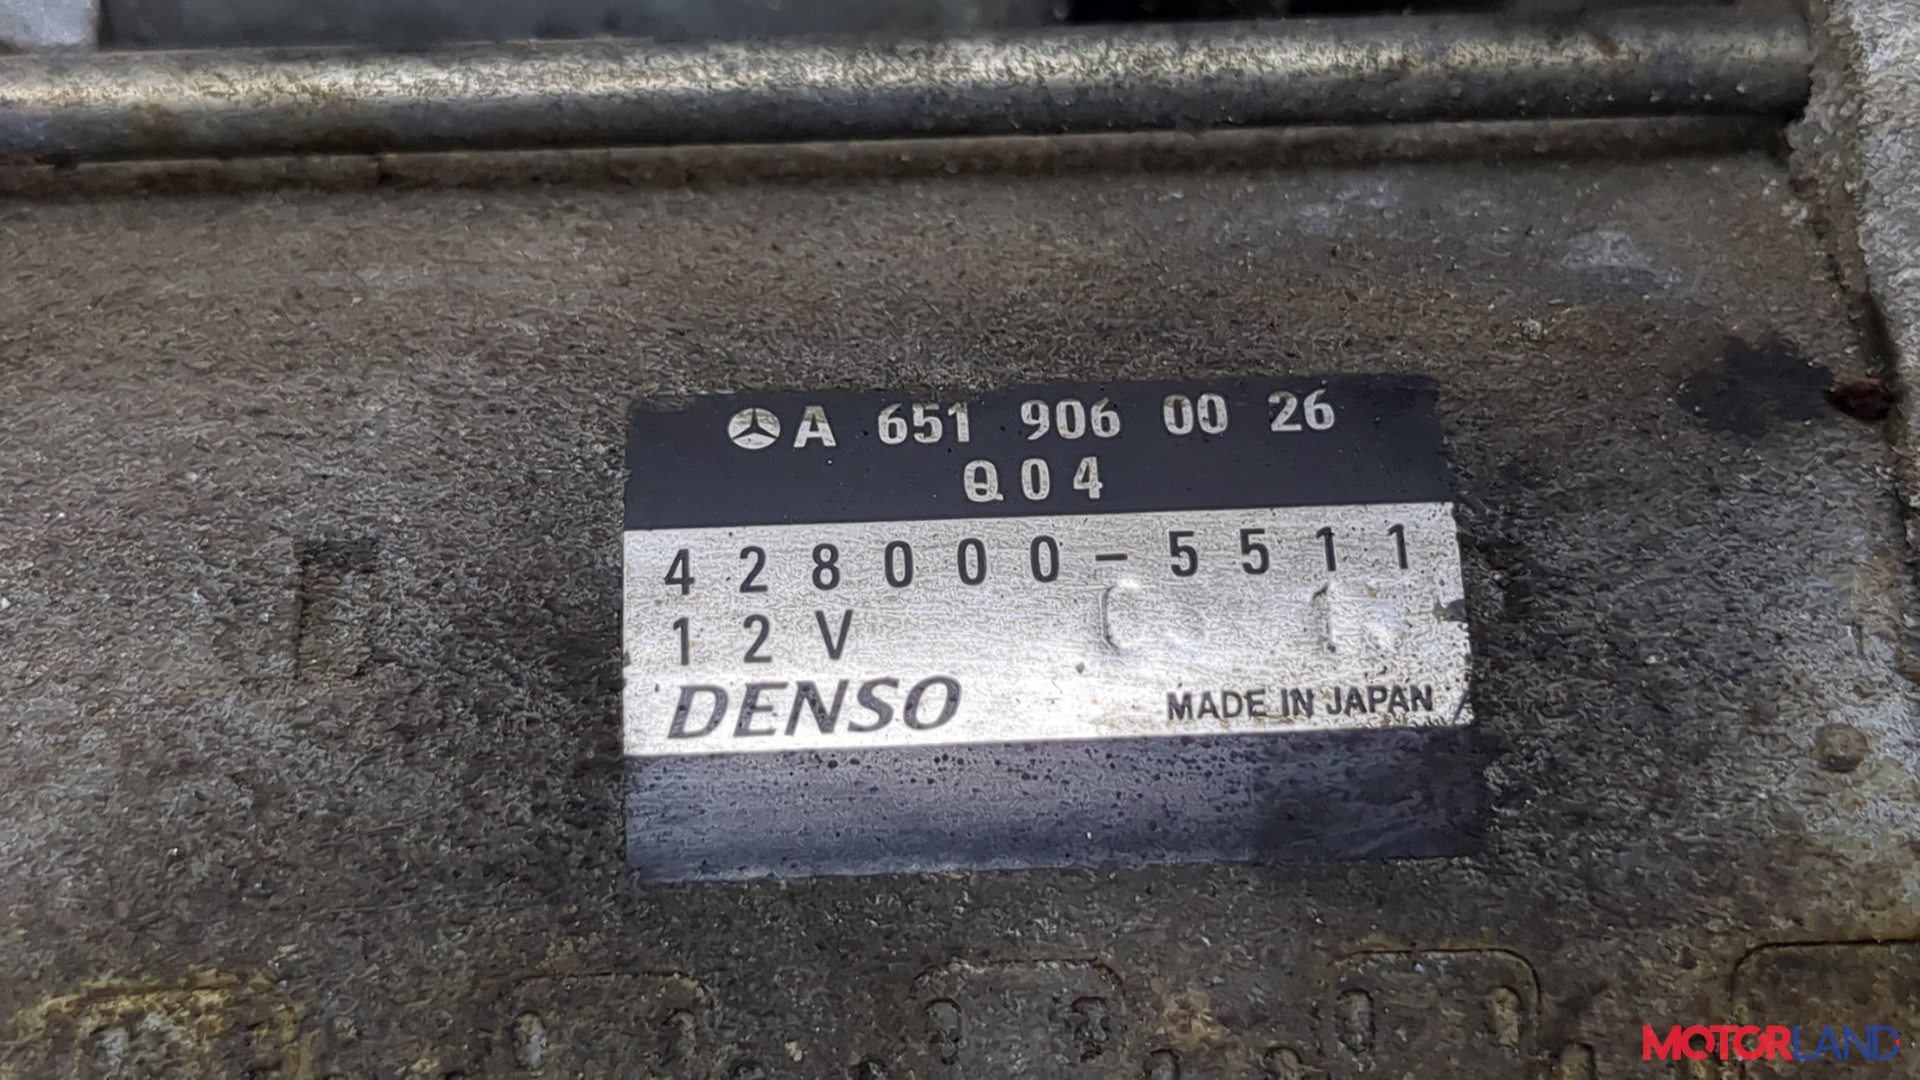 A 651 906 00 26
Q04
428000-5511
12V
DENSO MADE IN JAPAN
MOTORLAND